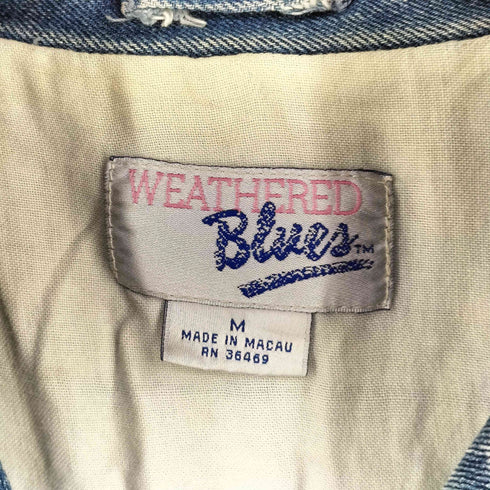 WEATHERED
Blues™
M
MADE IN MACAU
RN 36469